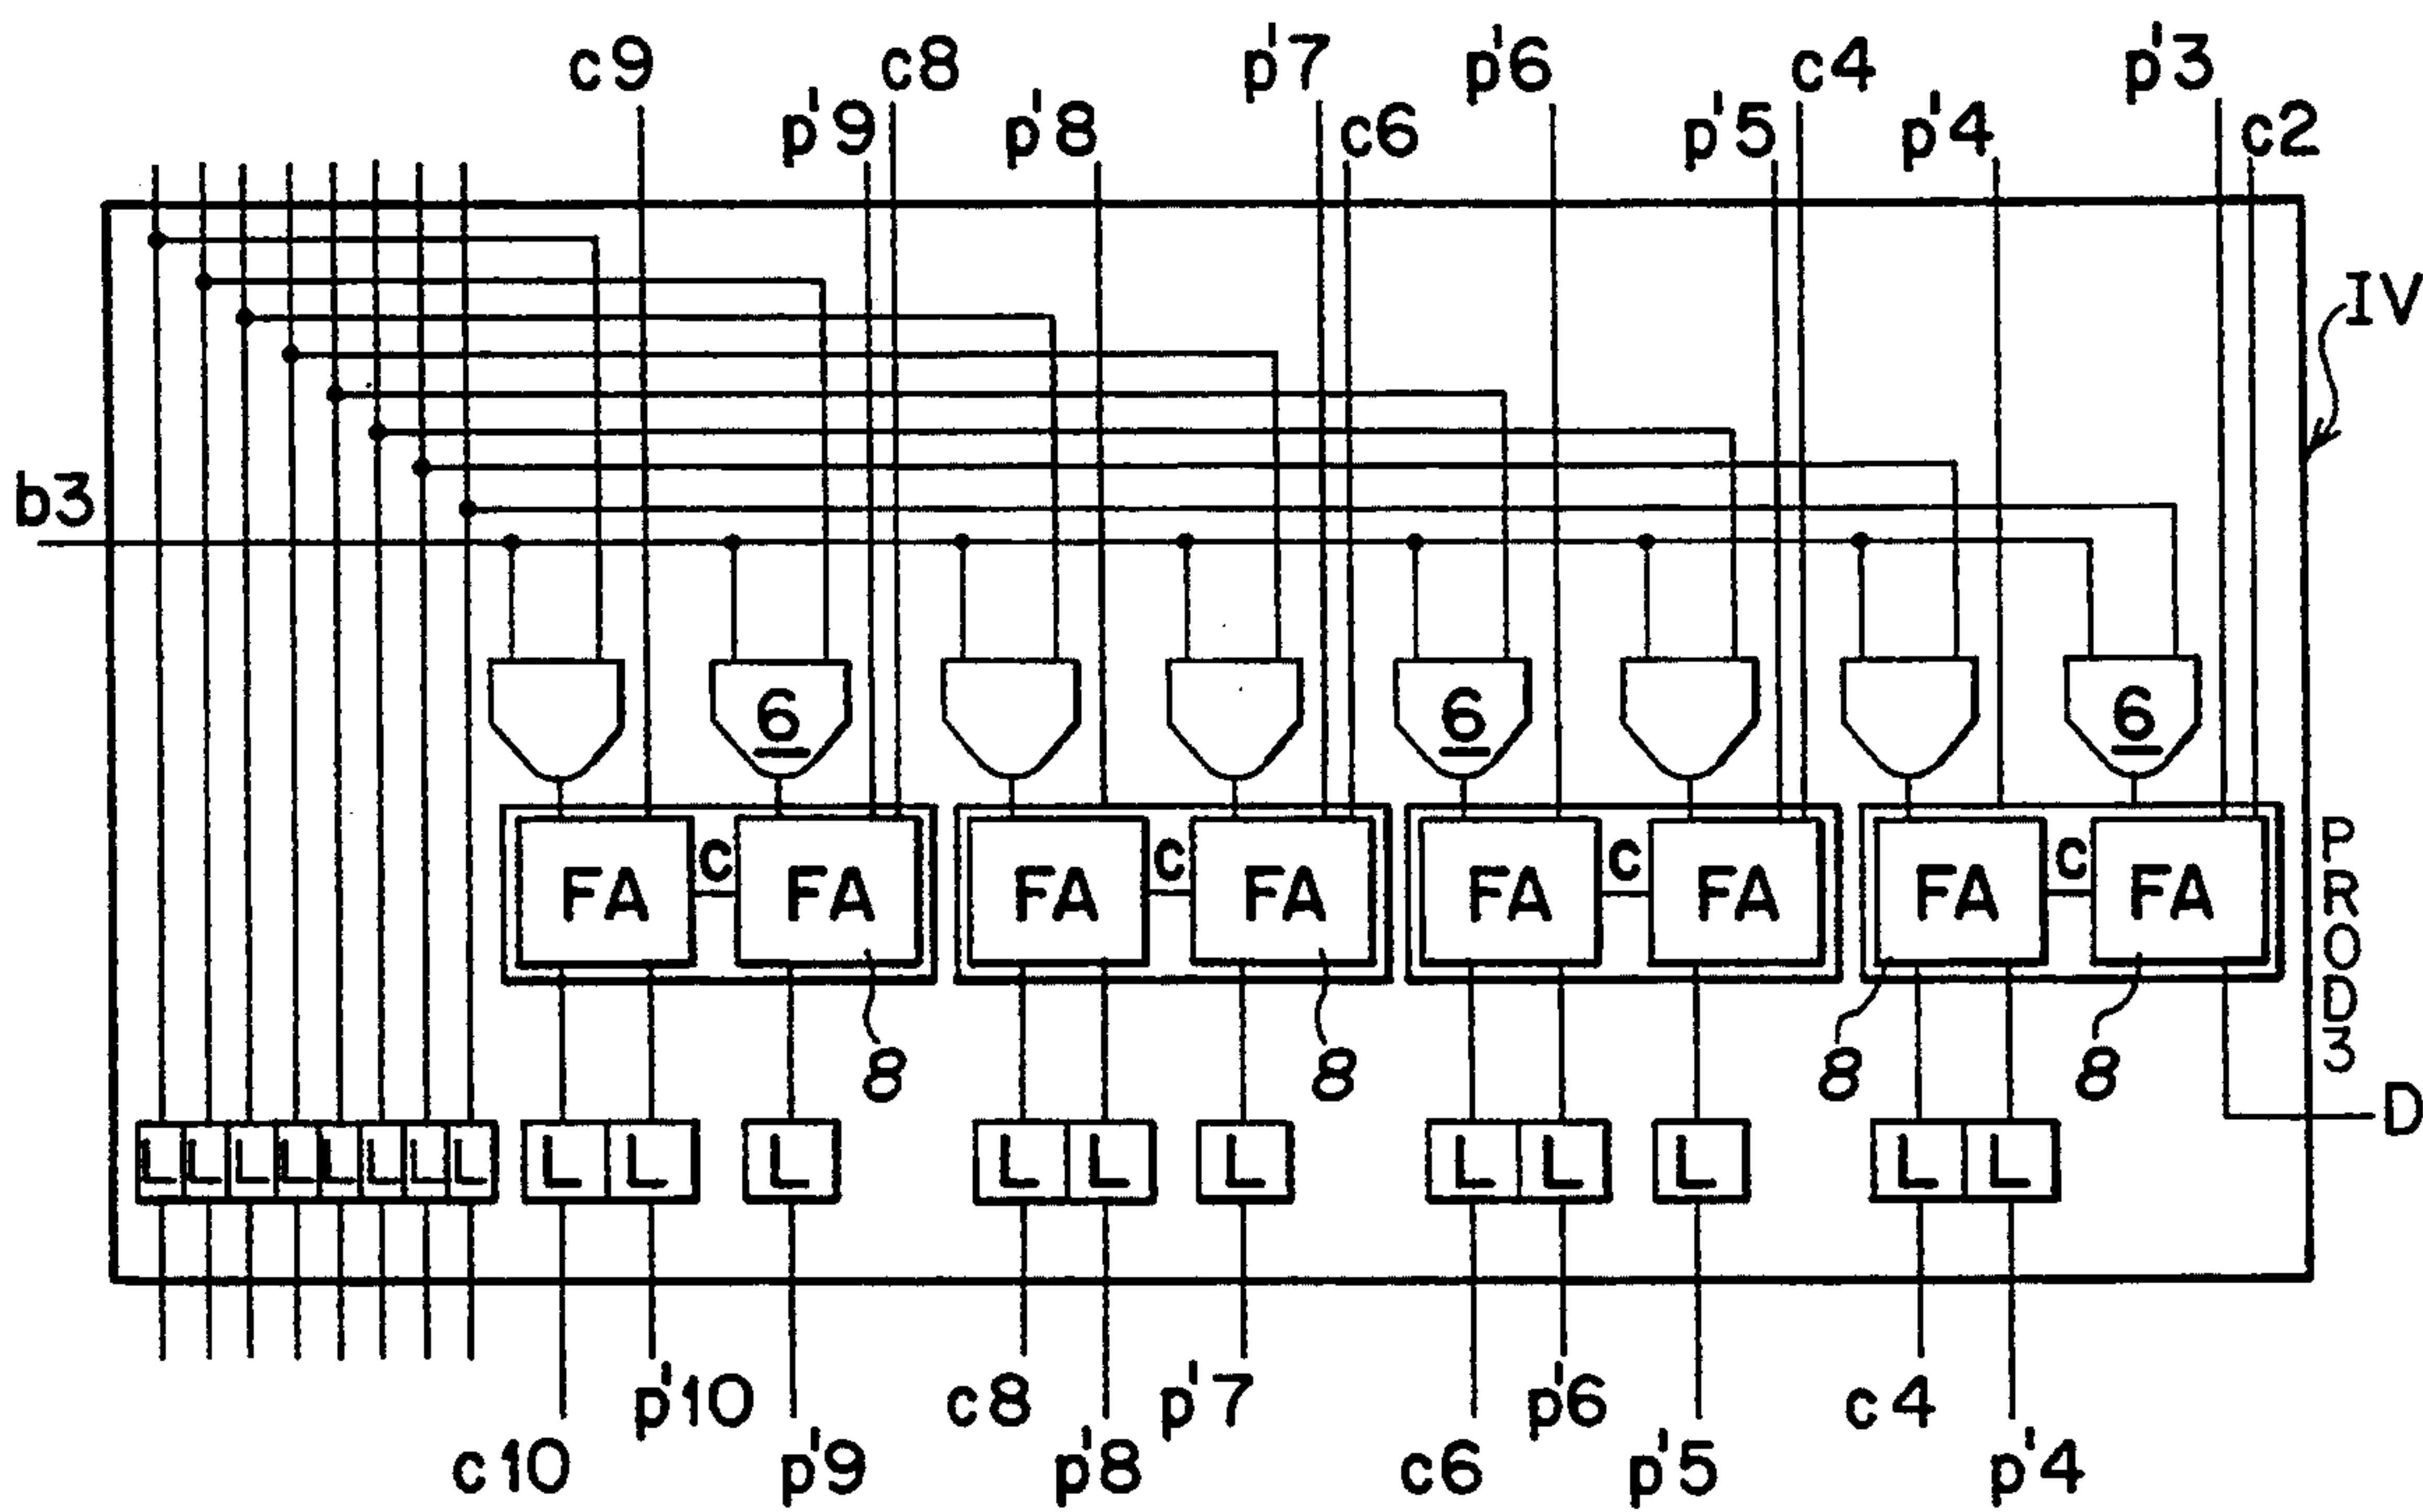 c9 c8 p'7 p'6 c4 p'3
p'9 p'8 c6 p'5 p'4 c2
IV
b3
6 6 6
FA C FA FA C FA FA C FA FA C FA
PROD3
8 8 8 8
D
L L L L L L L L L L L L L L L L L L L
p'10 c8 p'7 p'6 c4
c10 p'9 p'8 c6 p'5 p'4